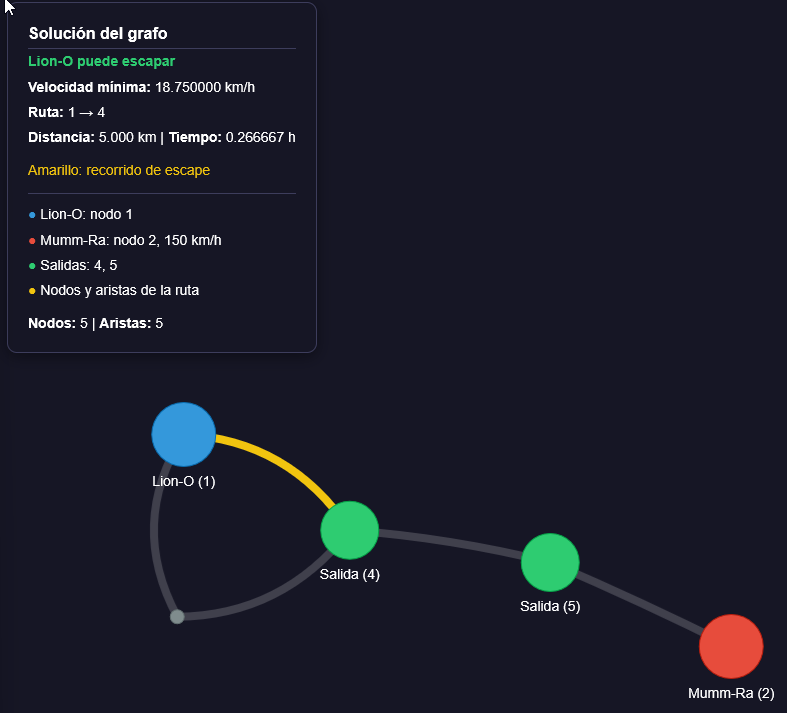 Solución del grafo
Lion-O puede escapar
Velocidad mínima: 18.750000 km/h
Ruta: 1 → 4
Distancia: 5.000 km | Tiempo: 0.266667 h
Amarillo: recorrido de escape
● Lion-O: nodo 1
● Mumm-Ra: nodo 2, 150 km/h
● Salidas: 4, 5
● Nodos y aristas de la ruta
Nodos: 5 | Aristas: 5
Lion-O (1)
Salida (4)
Salida (5)
Mumm-Ra (2)